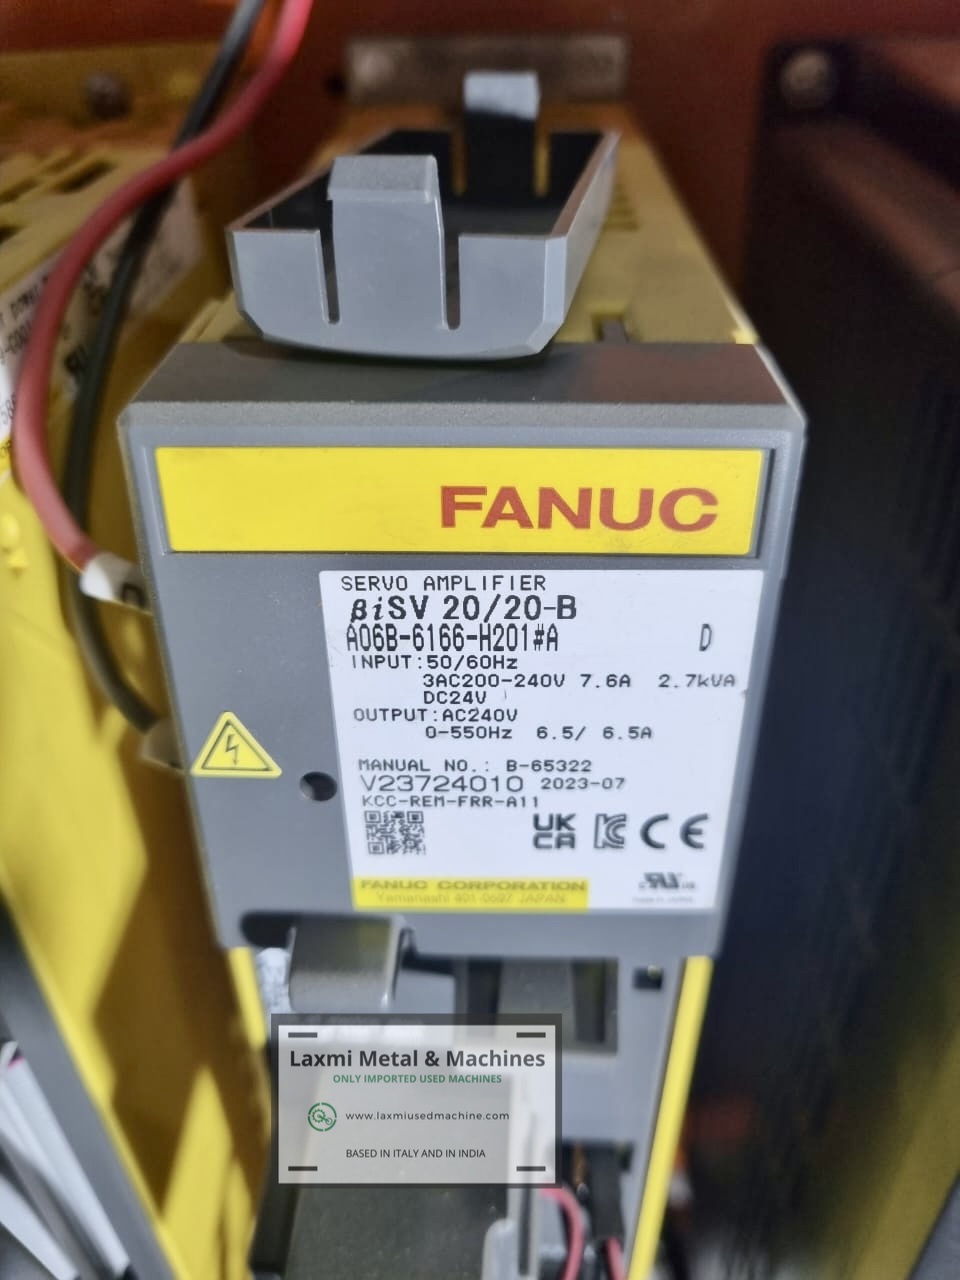 FANUC
SERVO AMPLIFIER
βiSV 20/20-B
A06B-6166-H201#A D
INPUT:50/60Hz
3AC200-240V 7.6A 2.7kVA
DC24V
OUTPUT:AC240V
0-550Hz 6.5/ 6.5A
MANUAL NO.: B-65322
V23724010 2023-07
KCC-REM-FRR-A11
UK
CA
CE
FANUC CORPORATION
Yamanashi 401-0597 JAPAN
Laxmi Metal & Machines
ONLY IMPORTED USED MACHINES
www.laxmiusedmachine.com
BASED IN ITALY AND IN INDIA